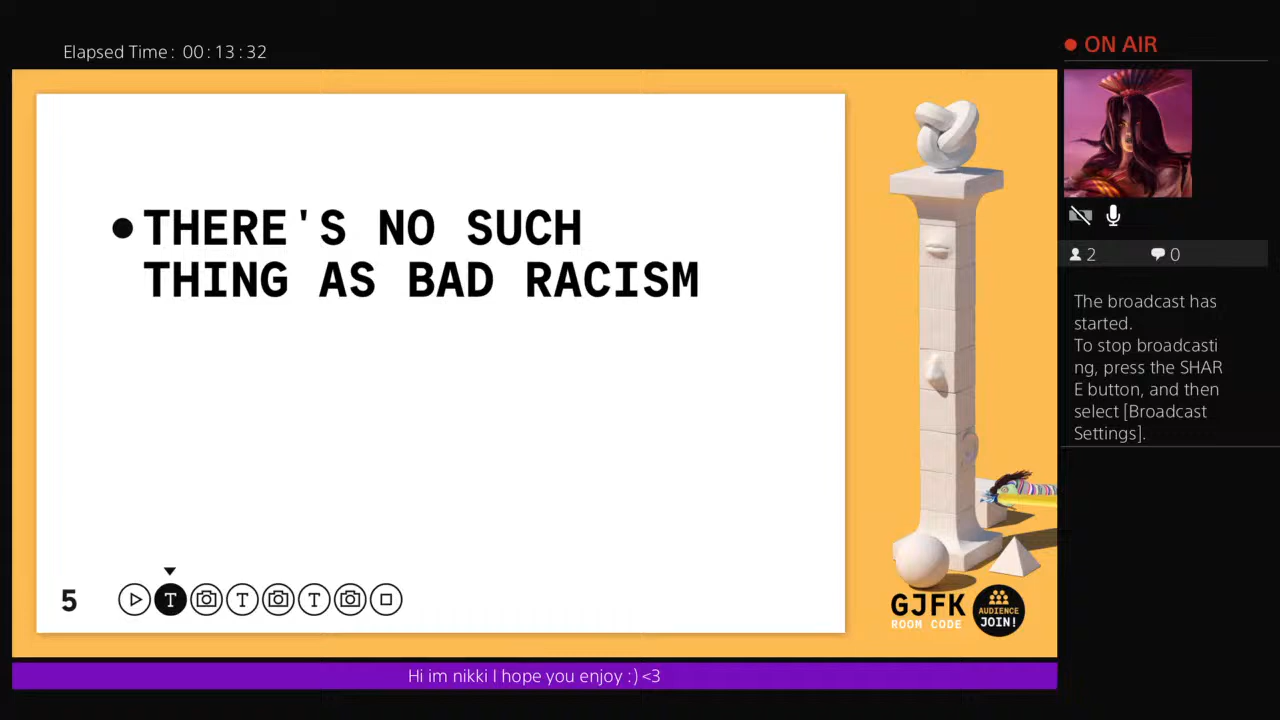 Elapsed Time: 00:13:32
ON AIR
THERE'S NO SUCH
THING AS BAD RACISM
2
0
The broadcast has
started.
To stop broadcasti
ng, press the SHAR
E button, and then
select [Broadcast
Settings].
5
T
T
T
GJFK
ROOM CODE
AUDIENCE
JOIN!
Hi im nikki I hope you enjoy :) <3